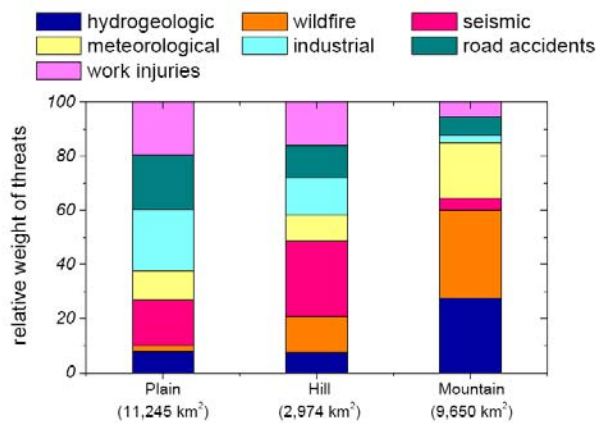 hydrogeologic wildfire seismic
meteorological industrial road accidents
work injuries
relative weight of threats
100
80
60
40
20
0
Plain Hill Mountain
(11,245 km²) (2,974 km²) (9,650 km²)